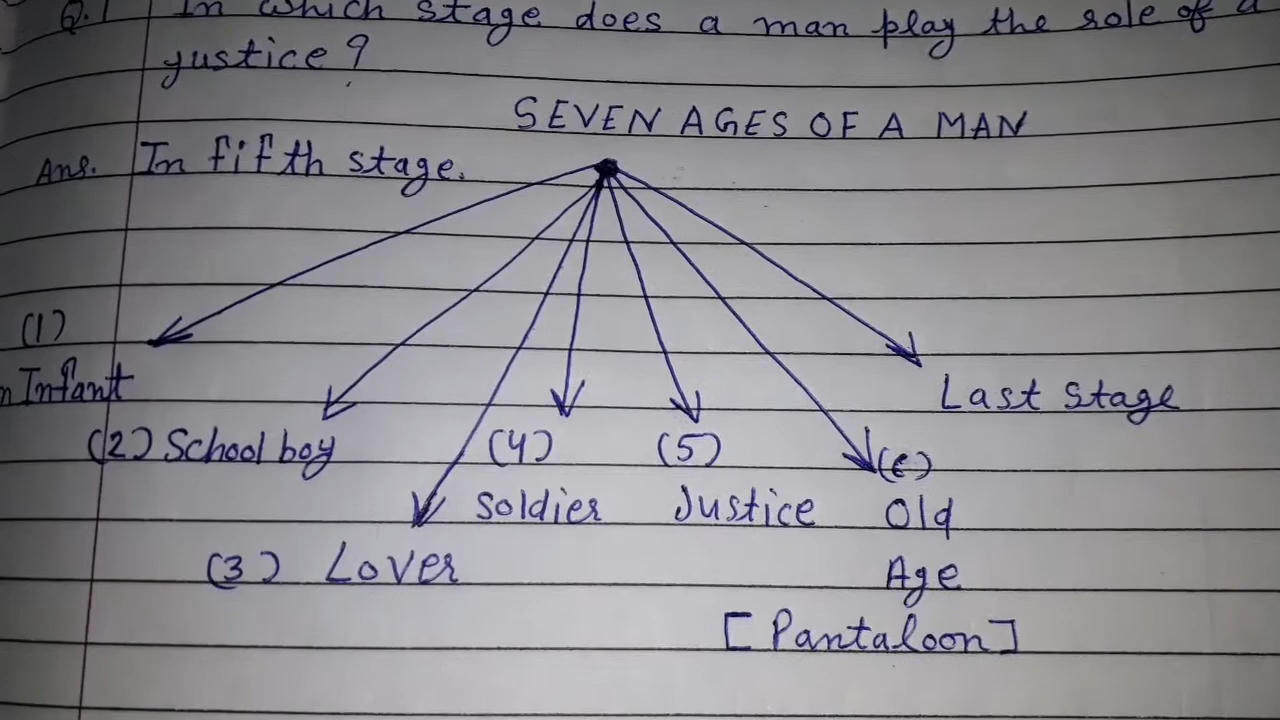 Q.1 In which stage does a man play the role of a
justice?
SEVEN AGES OF A MAN
Ans. In fifth stage.
(1)
n Infant
Last Stage
(2) School boy
(4)
(5)
(6)
Soldier
Justice
Old
(3) Lover
Age
[Pantaloon]